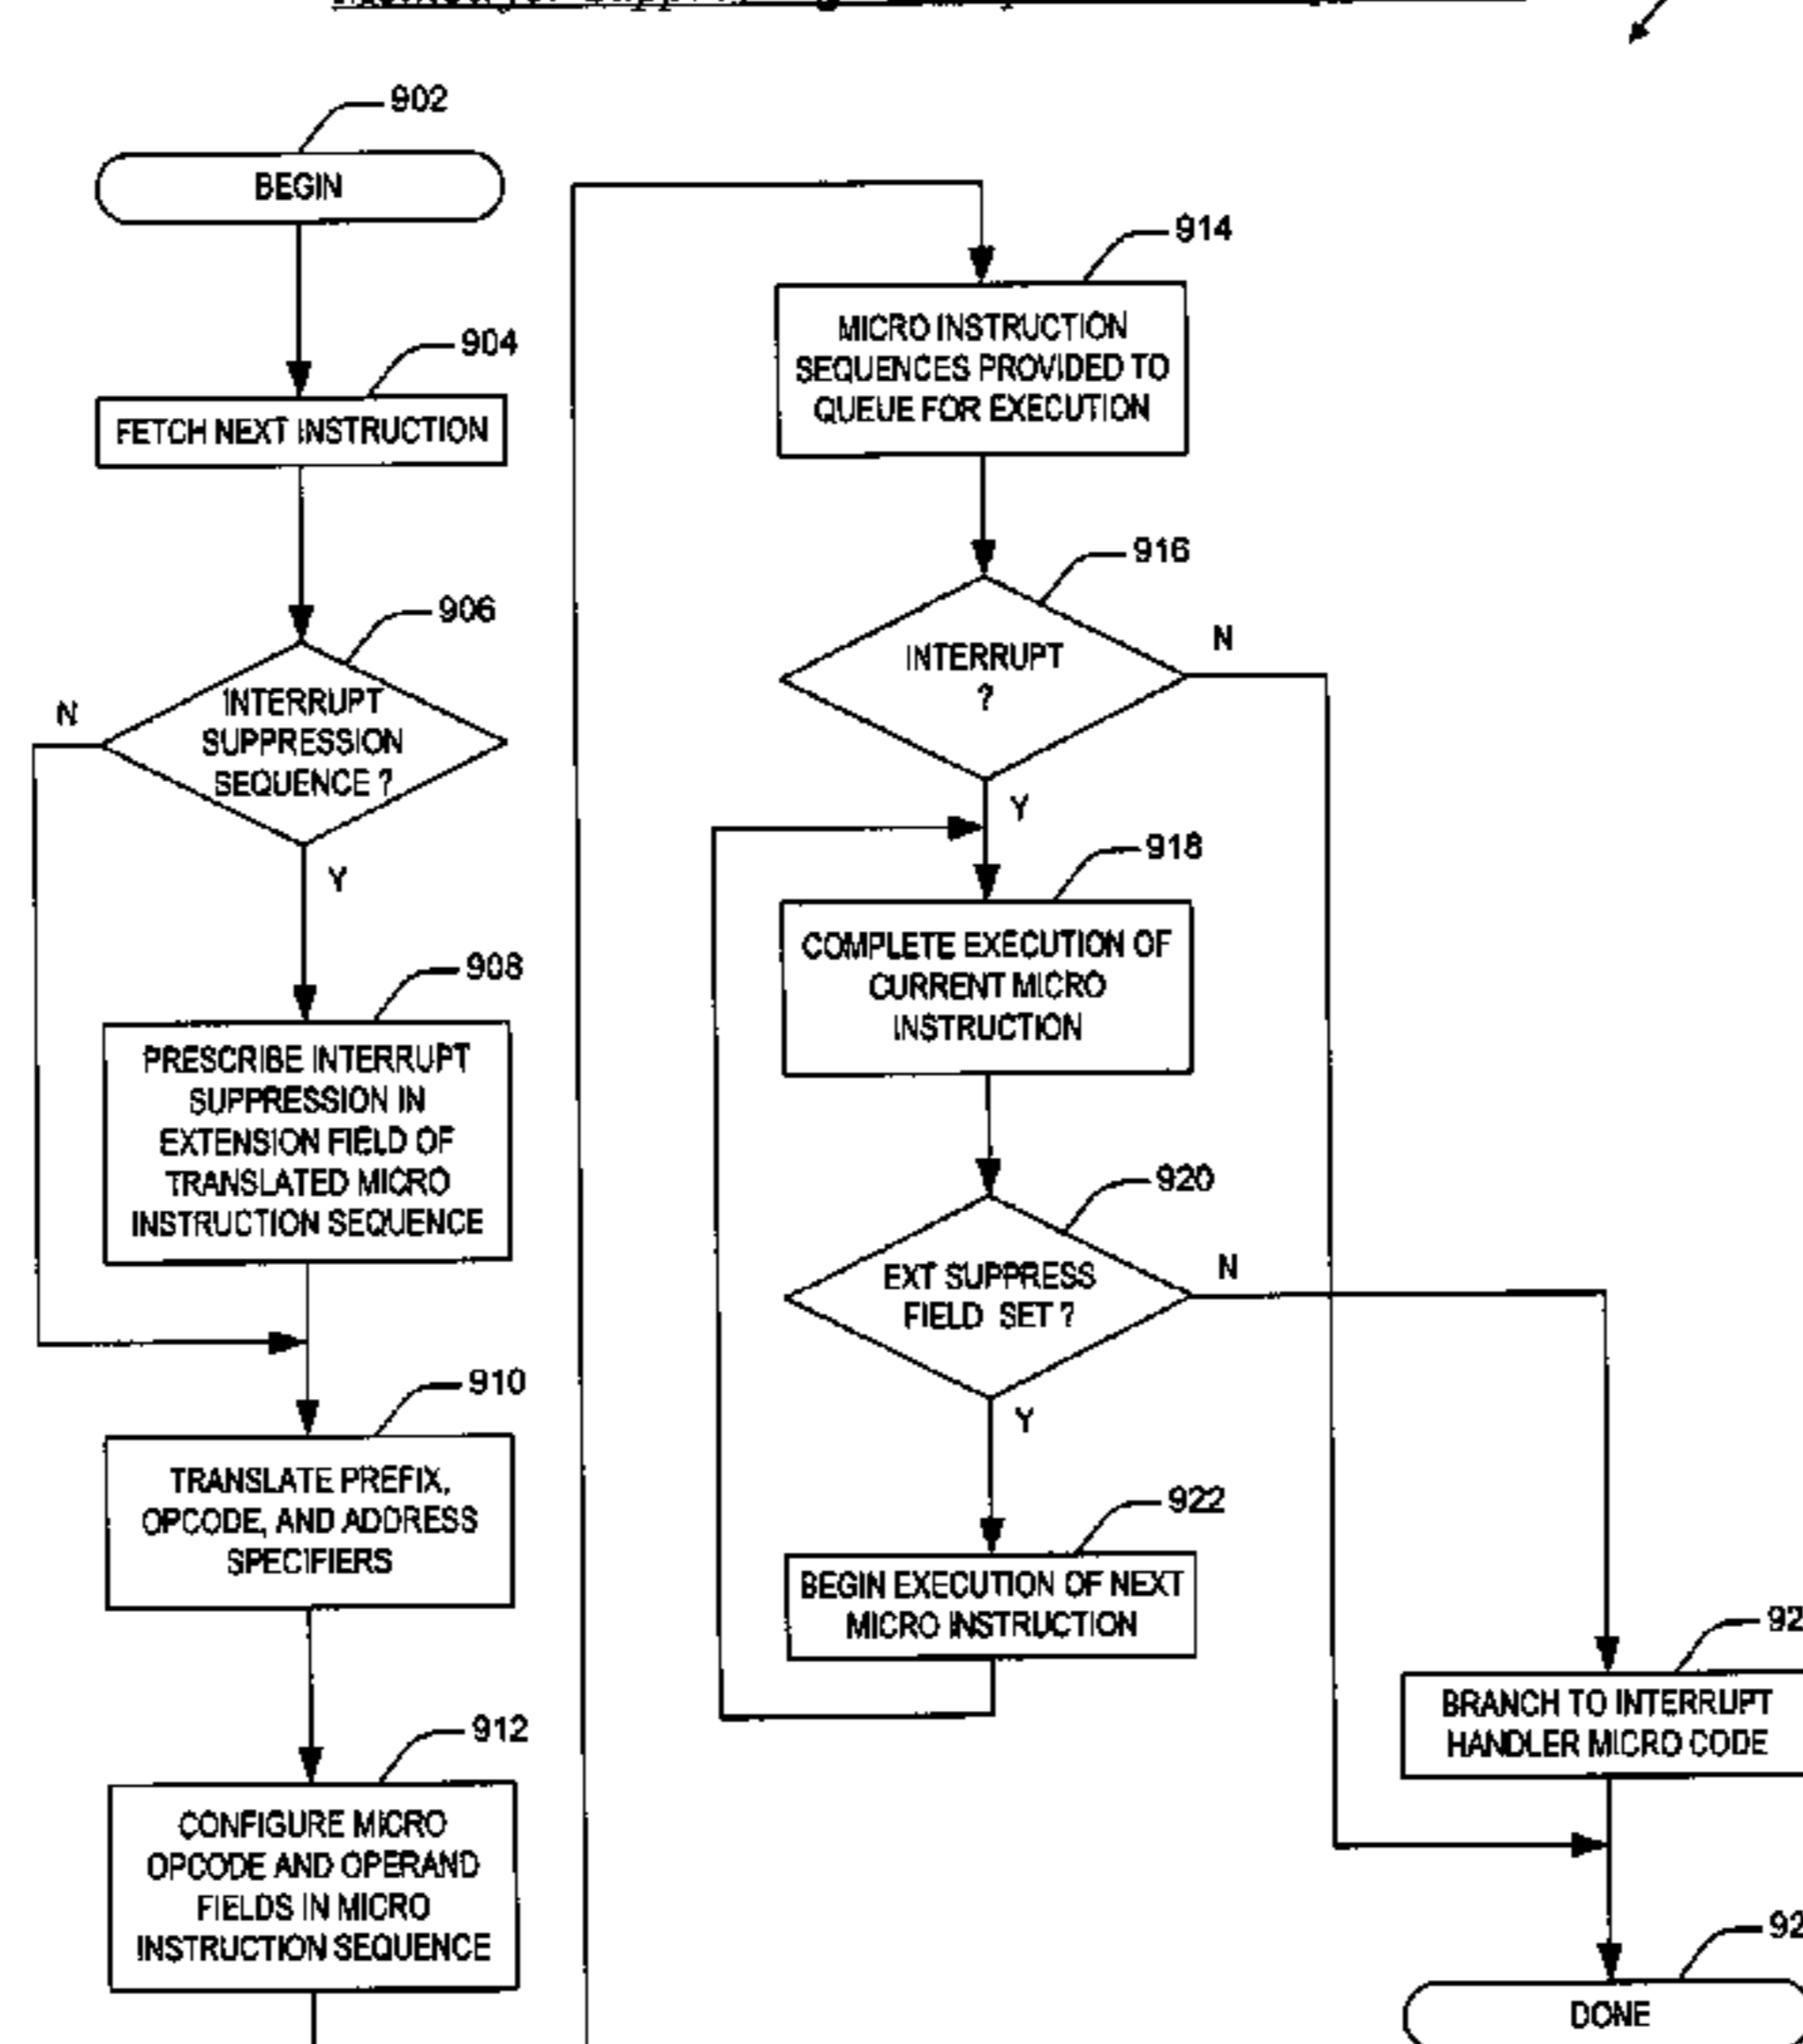 902
BEGIN
904
FETCH NEXT INSTRUCTION
906
INTERRUPT
SUPPRESSION
SEQUENCE ?
N
Y
908
PRESCRIBE INTERRUPT
SUPPRESSION IN
EXTENSION FIELD OF
TRANSLATED MICRO
INSTRUCTION SEQUENCE
910
TRANSLATE PREFIX,
OPCODE, AND ADDRESS
SPECIFIERS
912
CONFIGURE MICRO
OPCODE AND OPERAND
FIELDS IN MICRO
INSTRUCTION SEQUENCE
914
MICRO INSTRUCTION
SEQUENCES PROVIDED TO
QUEUE FOR EXECUTION
916
INTERRUPT
?
N
Y
918
COMPLETE EXECUTION OF
CURRENT MICRO
INSTRUCTION
920
EXT SUPPRESS
FIELD SET ?
N
Y
922
BEGIN EXECUTION OF NEXT
MICRO INSTRUCTION
92
BRANCH TO INTERRUPT
HANDLER MICRO CODE
92
DONE